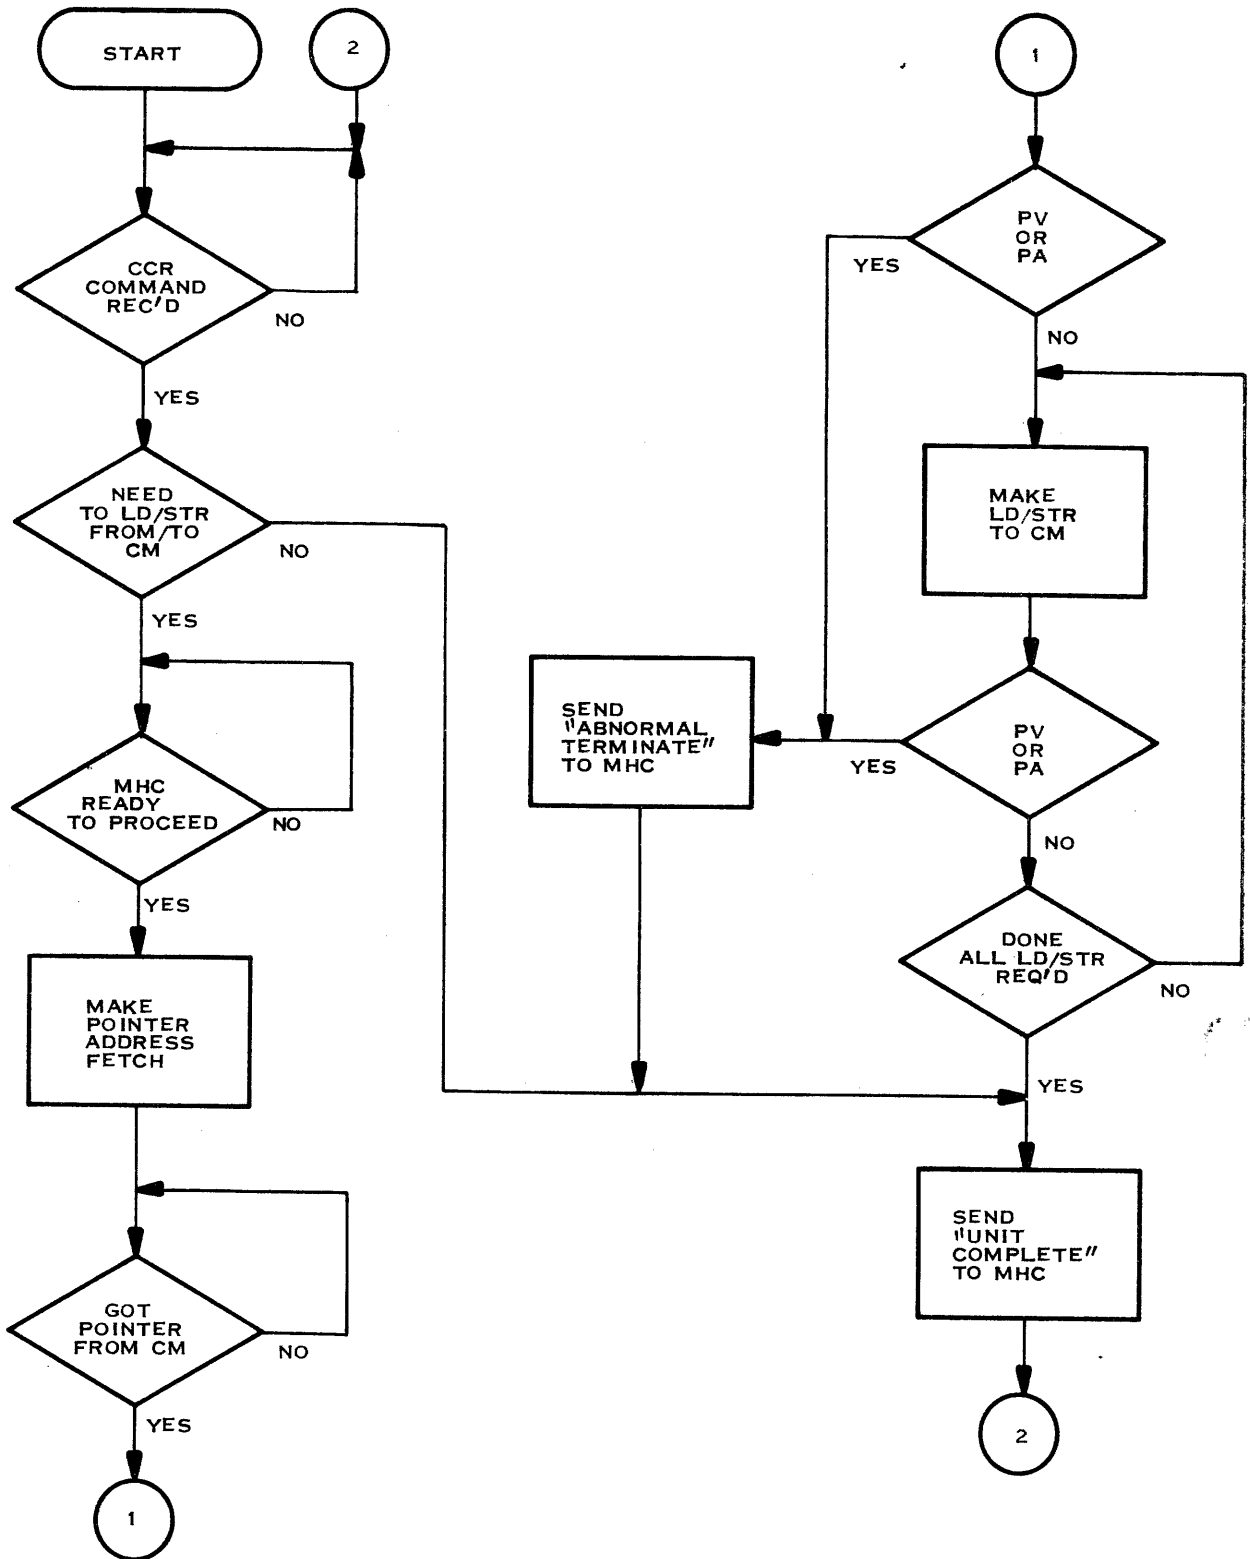 START
2
CCR
COMMAND
REC'D
NO
YES
NEED
TO LD/STR
FROM/TO
CM
NO
YES
MHC
READY
TO PROCEED
NO
YES
MAKE
POINTER
ADDRESS
FETCH
GOT
POINTER
FROM CM
NO
YES
1
1
PV
OR
PA
YES
NO
MAKE
LD/STR
TO CM
SEND
"ABNORMAL
TERMINATE"
TO MHC
PV
OR
PA
YES
NO
DONE
ALL LD/STR
REQ'D
NO
YES
SEND
"UNIT
COMPLETE"
TO MHC
2